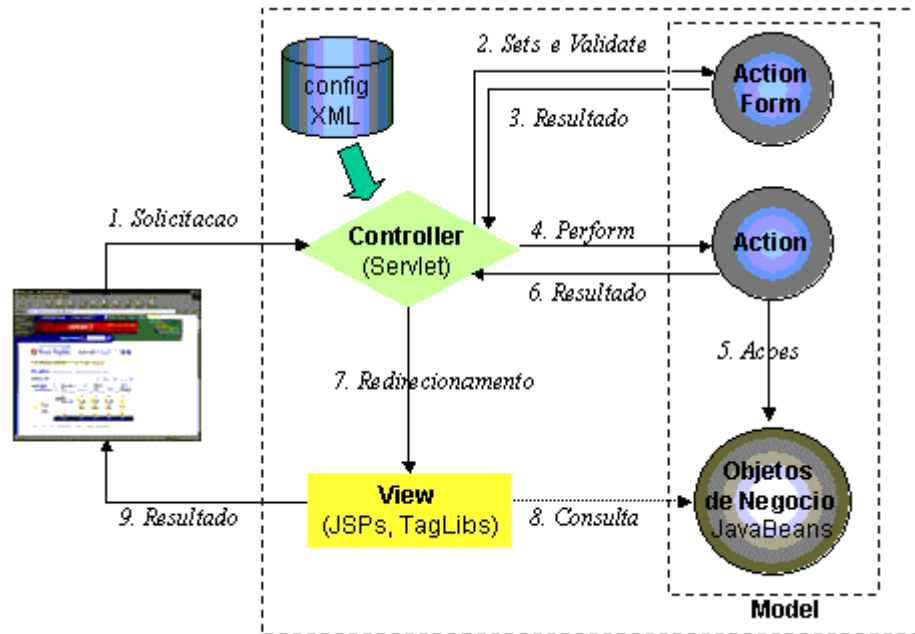 2. Sets e Validate
config
XML
Action
Form
3. Resultado
1. Solicitacao
Controller
(Servlet)
4. Perform
Action
6. Resultado
7. Redirecionamento
5. Acoes
View
(JSPs, TagLibs)
9. Resultado
8. Consulta
Objetos
de Negocio
JavaBeans
Model